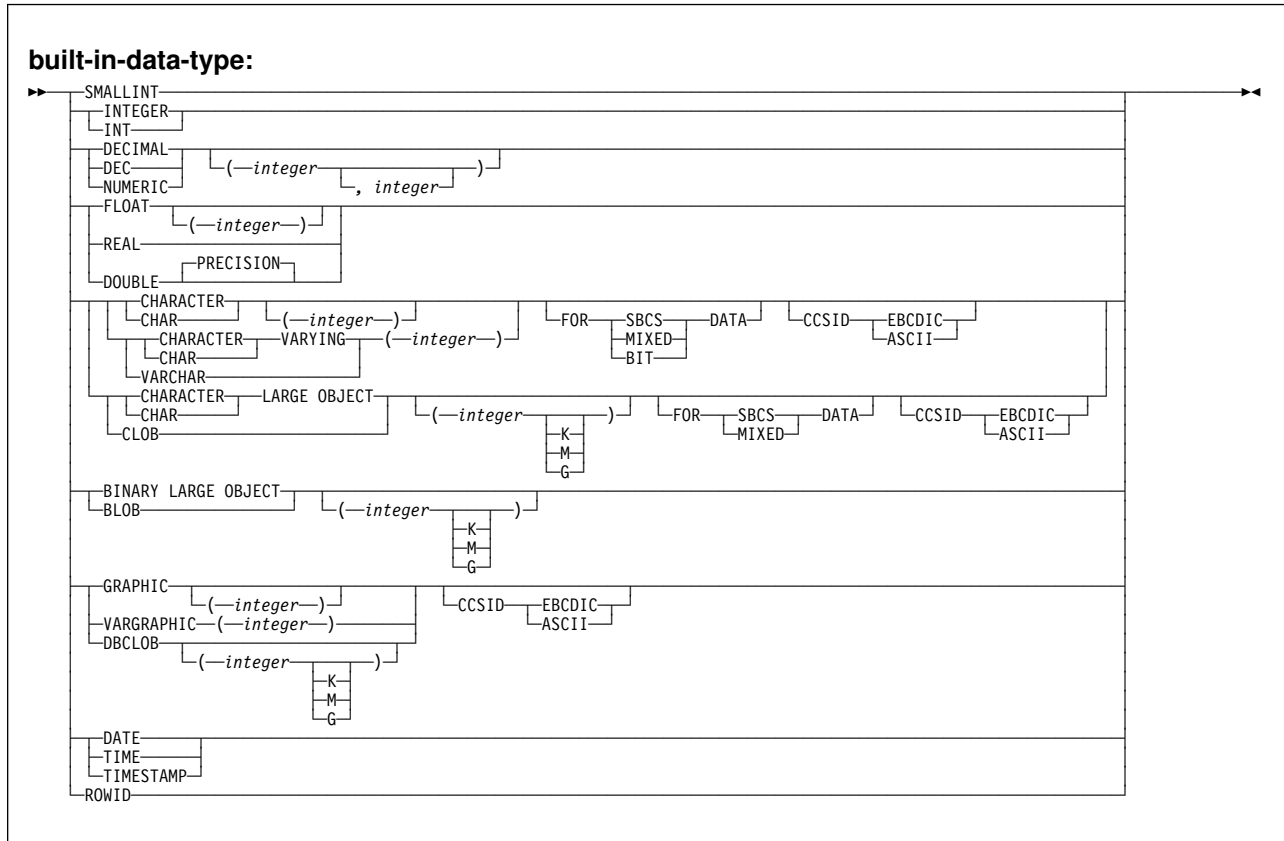 built-in-data-type:
SMALLINT
INTEGER
INT
DECIMAL
DEC ( integer )
NUMERIC , integer
FLOAT
( integer )
REAL
PRECISION
DOUBLE
CHARACTER
CHAR ( integer ) FOR SBCS DATA CCSID EBCDIC
CHARACTER VARYING ( integer ) MIXED ASCII
CHAR BIT
VARCHAR
CHARACTER LARGE OBJECT
CHAR ( integer ) FOR SBCS DATA CCSID EBCDIC
CLOB K MIXED ASCII
M
G
BINARY LARGE OBJECT
BLOB ( integer )
K
M
G
GRAPHIC
( integer ) CCSID EBCDIC
VARGRAPHIC ( integer ) ASCII
DBCLOB
( integer )
K
M
G
DATE
TIME
TIMESTAMP
ROWID